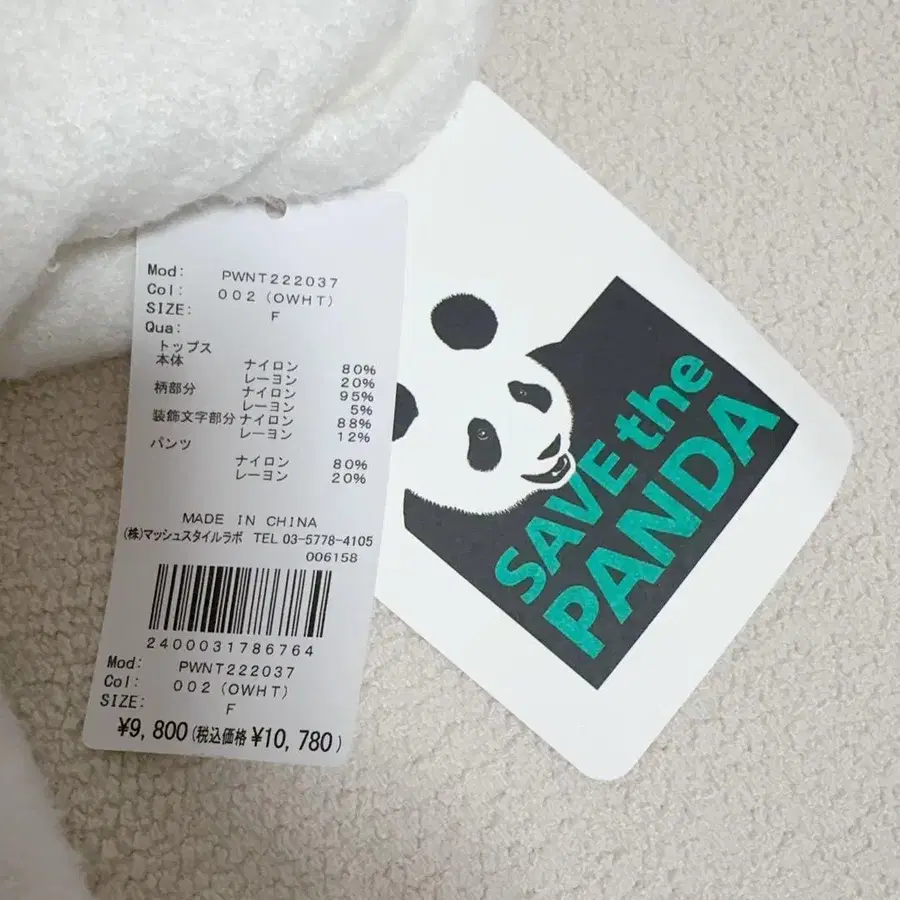 Mod: PWNT222037
Col: 002 (OWHT)
SIZE: F
Qua:
トップス
本体 ナイロン 80%
レーヨン 20%
柄部分 ナイロン 95%
レーヨン 5%
装飾文字部分 ナイロン 88%
レーヨン 12%
パンツ
ナイロン 80%
レーヨン 20%
MADE IN CHINA
(株)マッシュスタイルラボ TEL 03-5778-4105
006158
2400031786764
Mod: PWNT222037
Col: 002 (OWHT)
SIZE: F
¥9,800 (税込価格 ¥10,780)
SAVE the
PANDA